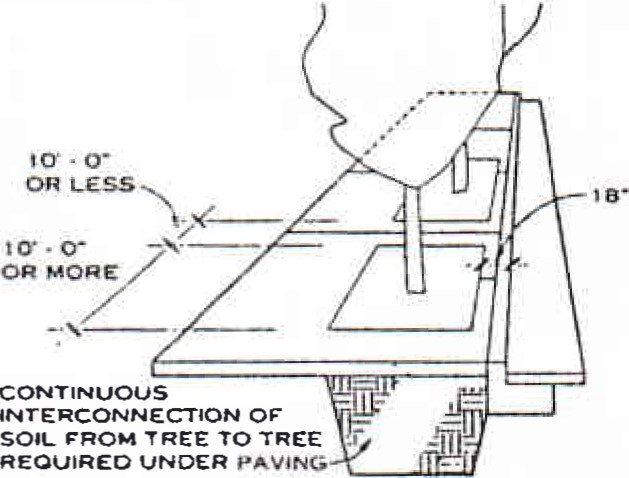 10' - 0"
OR LESS
10' - 0"
OR MORE
18"
CONTINUOUS
INTERCONNECTION OF
SOIL FROM TREE TO TREE
REQUIRED UNDER PAVING